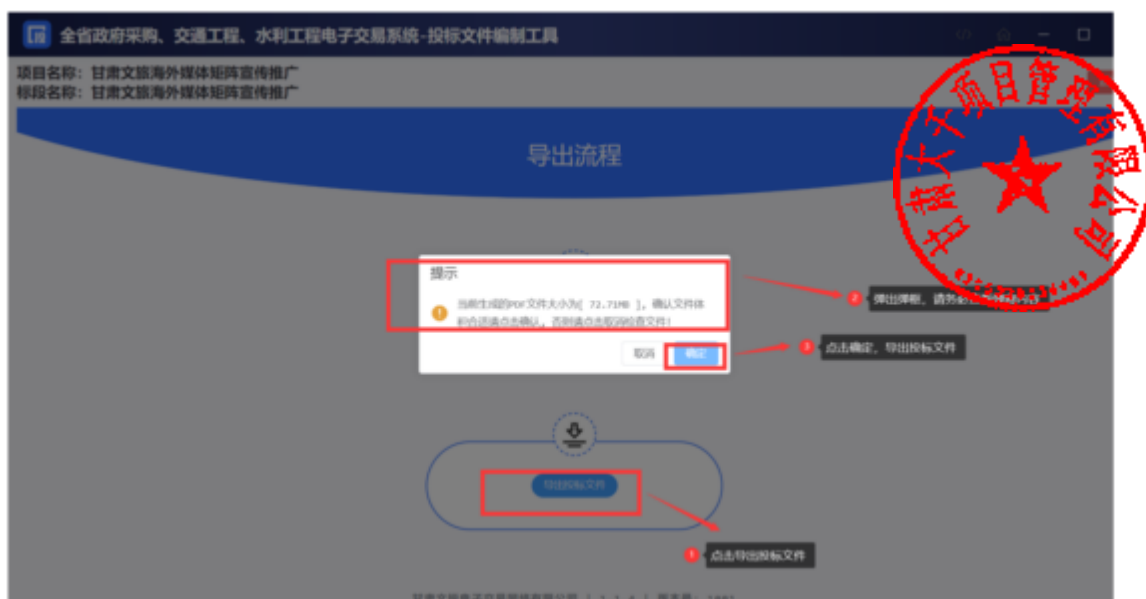 全省政府采购、交通工程、水利工程电子交易系统-投标文件编制工具
项目名称：甘肃文旅海外媒体矩阵宣传推广
标段名称：甘肃文旅海外媒体矩阵宣传推广
导出流程
甘肃大千项目管理有限公司
提示
当前生成的PDF文件大小为[ 72.71MB ]，确认文件体
积合适请点击确认，否则请点击取消检查文件！
取消 确定
2 弹出弹框，请务必
3 点击确定，导出投标文件
导出投标文件
1 点击导出投标文件